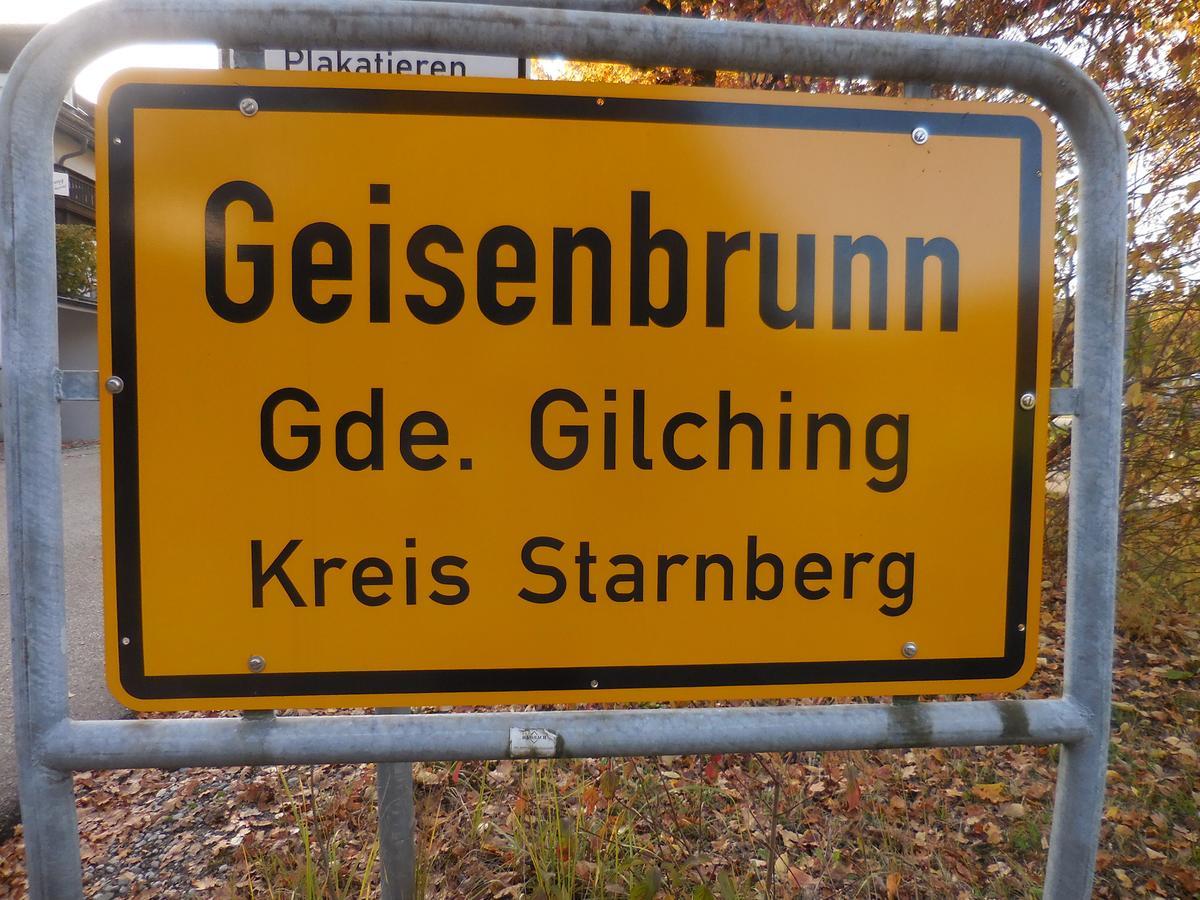 Plakatieren
Geisenbrunn
Gde. Gilching
Kreis Starnberg